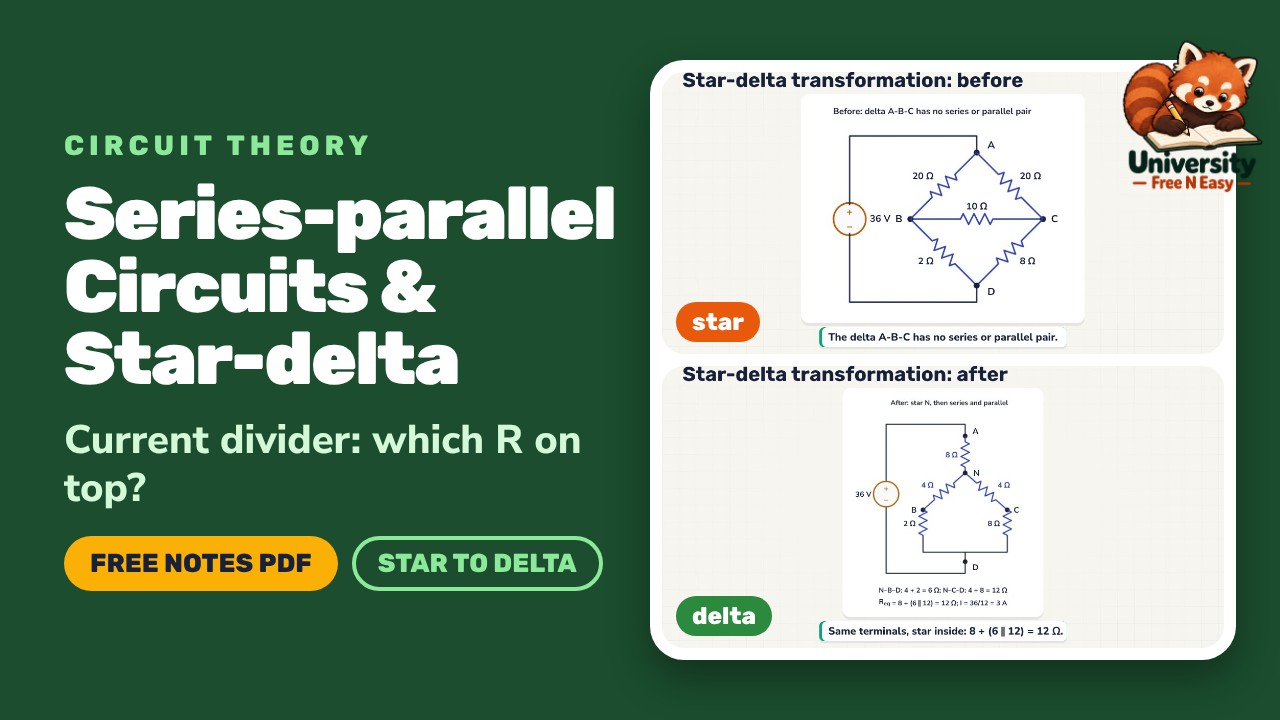 CIRCUIT THEORY
Series-parallel
Circuits &
Star-delta
Current divider: which R on
top?
FREE NOTES PDF
STAR TO DELTA
Star-delta transformation: before
Before: delta A-B-C has no series or parallel pair
A
20 Ω
20 Ω
10 Ω
+
−
36 V
B
C
2 Ω
8 Ω
D
star
The delta A-B-C has no series or parallel pair.
Star-delta transformation: after
After: star N, then series and parallel
A
8 Ω
N
4 Ω
4 Ω
36 V
+
−
B
C
2 Ω
8 Ω
D
N-B-D: 4 + 2 = 6 Ω; N-C-D: 4 + 8 = 12 Ω
Req = 8 + (6 ∥ 12) = 12 Ω; I = 36/12 = 3 A
delta
Same terminals, star inside: 8 + (6 ∥ 12) = 12 Ω.
University
Free N Easy